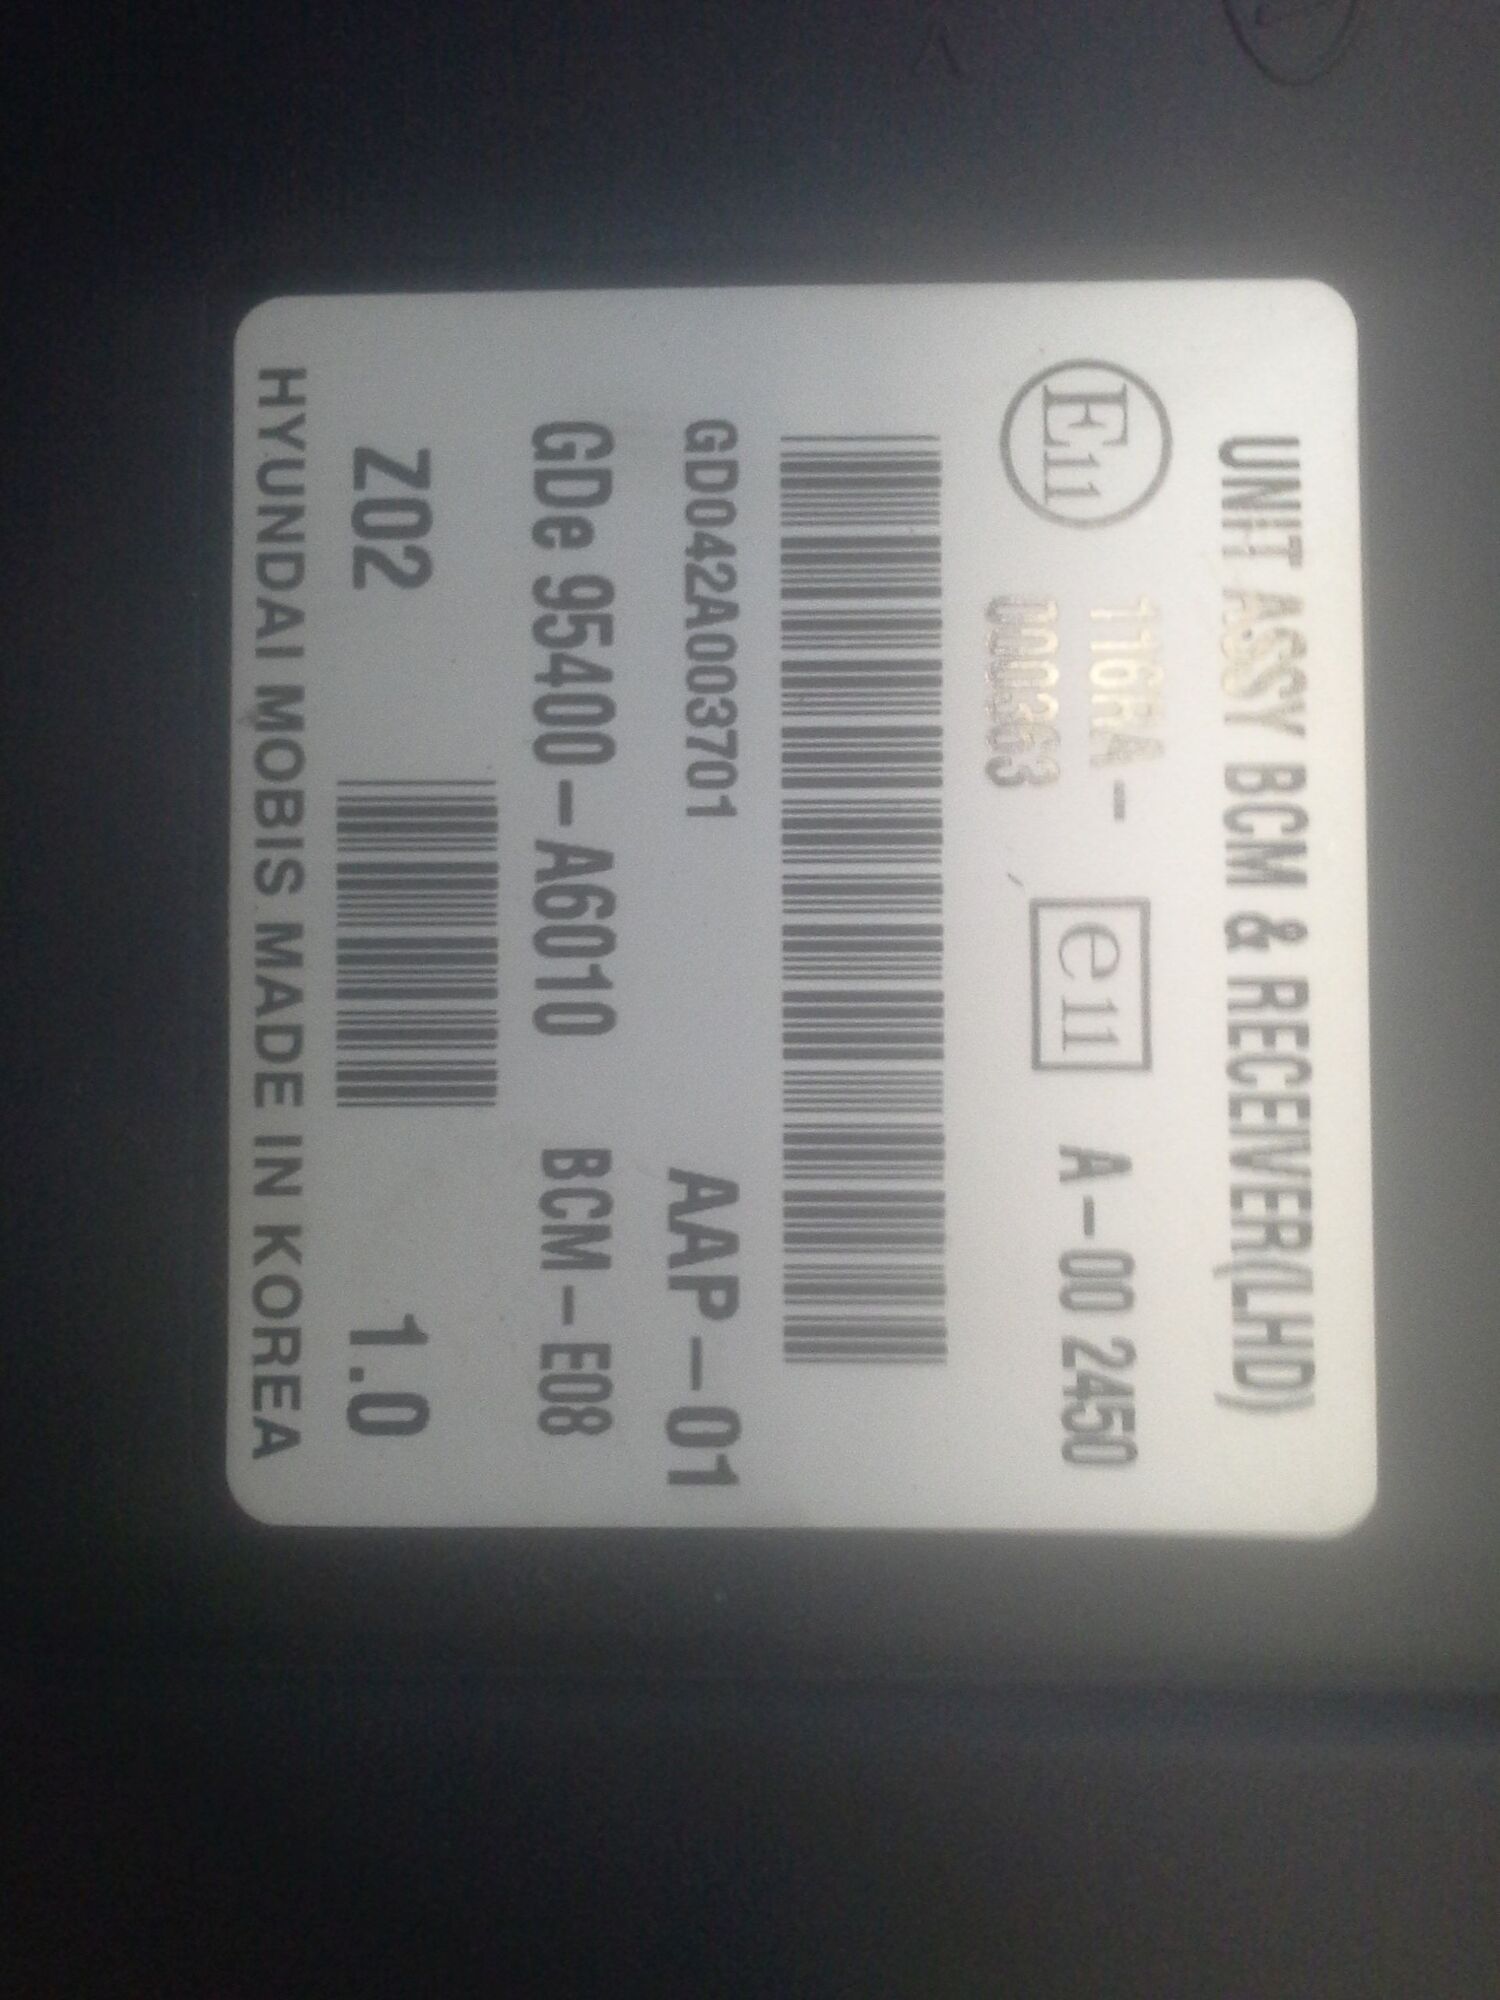 UNIT ASSY BCM & RECEIVER(LHD)
E11 116RA- e11 A-00 2450
000363
GD042A003701 AAP-01
GDe 95400-A6010 BCM-E08
Z02 1.0
HYUNDAI MOBIS MADE IN KOREA